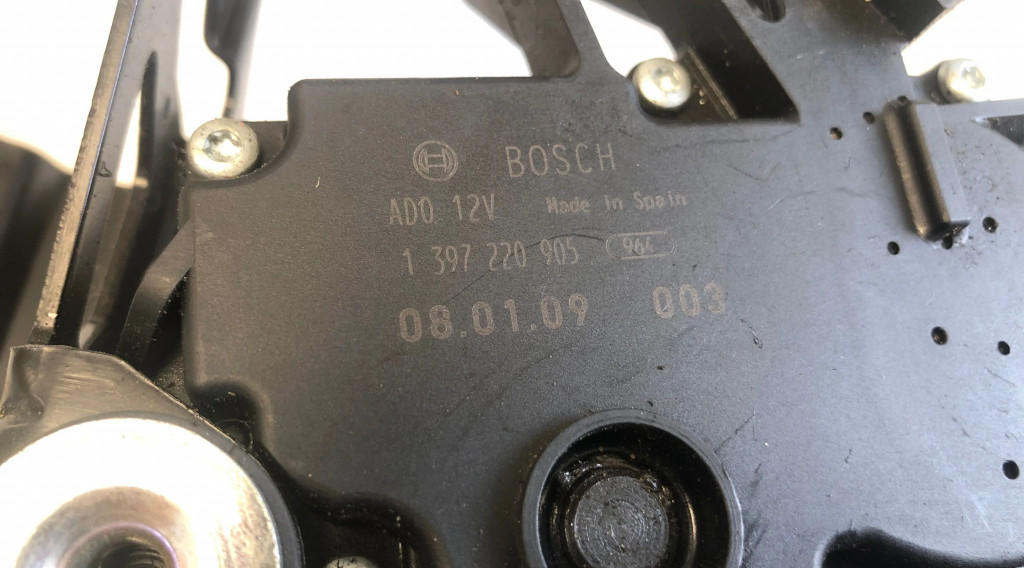 BOSCH
ADO 12V Made in Spain
1 397 220 905 964
08.01.09 003